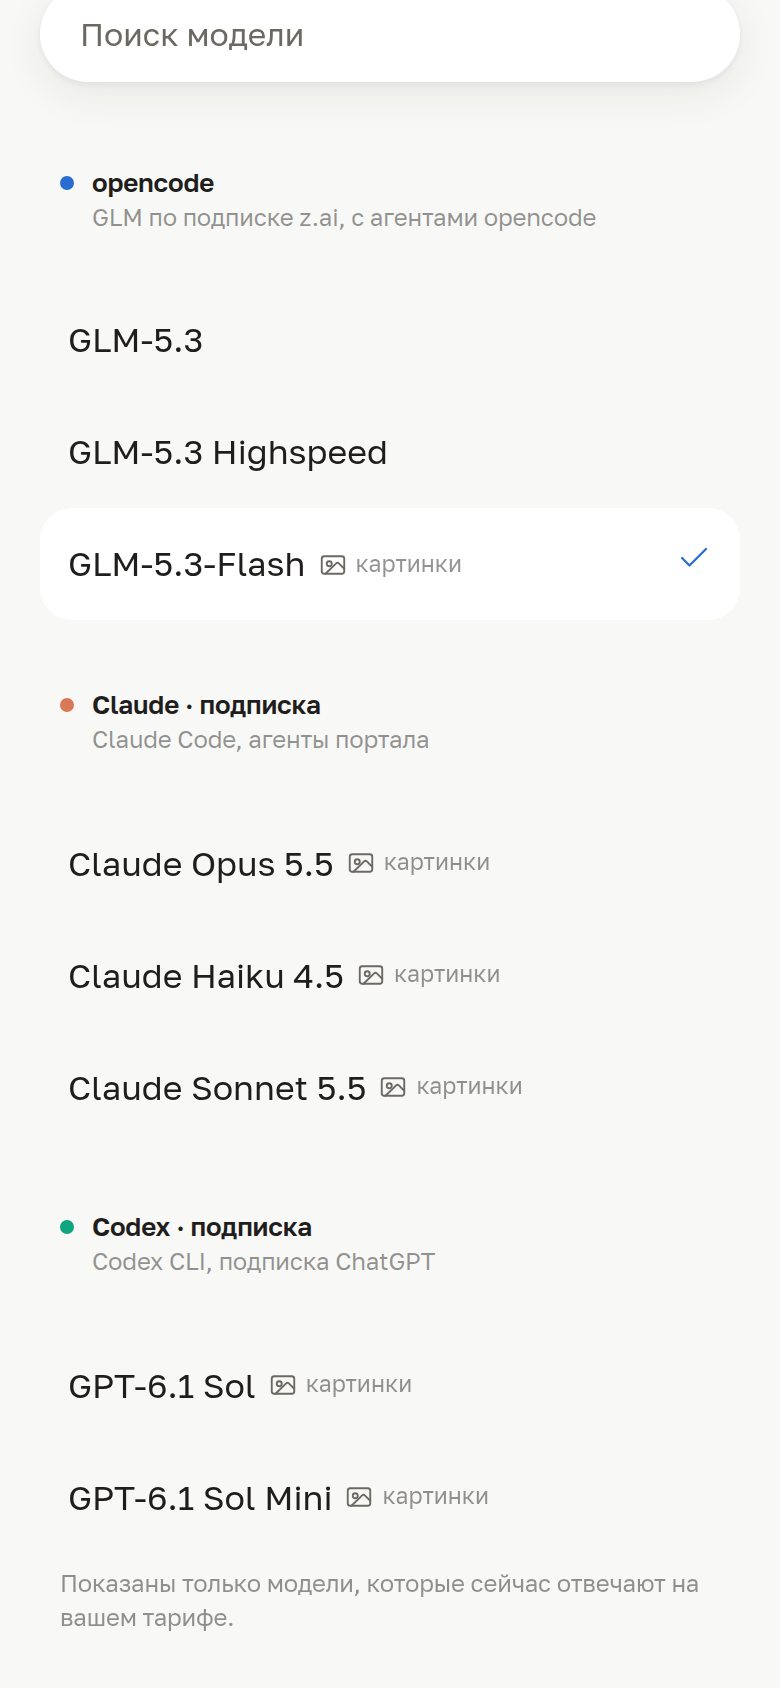 Поиск модели
opencode
GLM по подписке z.ai, с агентами opencode
GLM-5.3
GLM-5.3 Highspeed
GLM-5.3-Flash картинки
Claude · подписка
Claude Code, агенты портала
Claude Opus 5.5 картинки
Claude Haiku 4.5 картинки
Claude Sonnet 5.5 картинки
Codex · подписка
Codex CLI, подписка ChatGPT
GPT-6.1 Sol картинки
GPT-6.1 Sol Mini картинки
Показаны только модели, которые сейчас отвечают на
вашем тарифе.